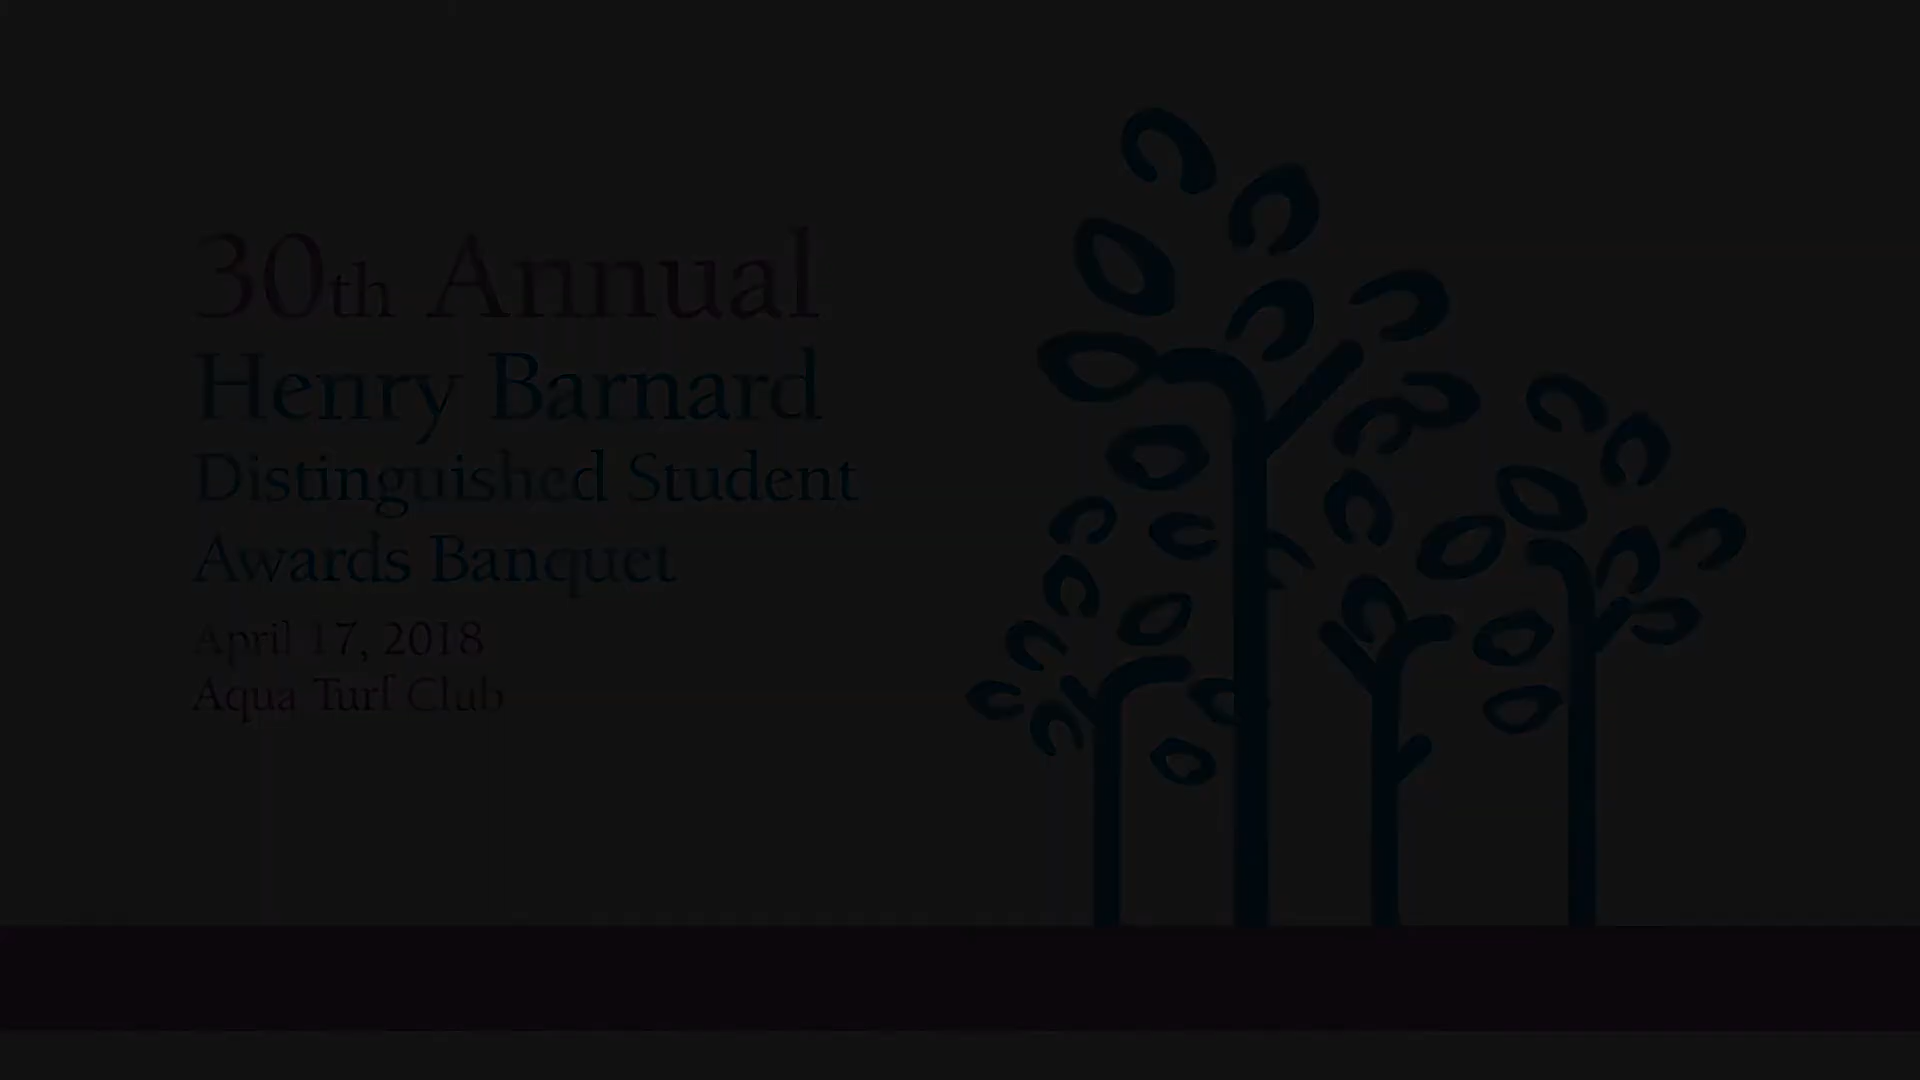 30th Annual
Henry Barnard
Distinguished Student
Awards Banquet
April 17, 2018
Aqua Turf Club